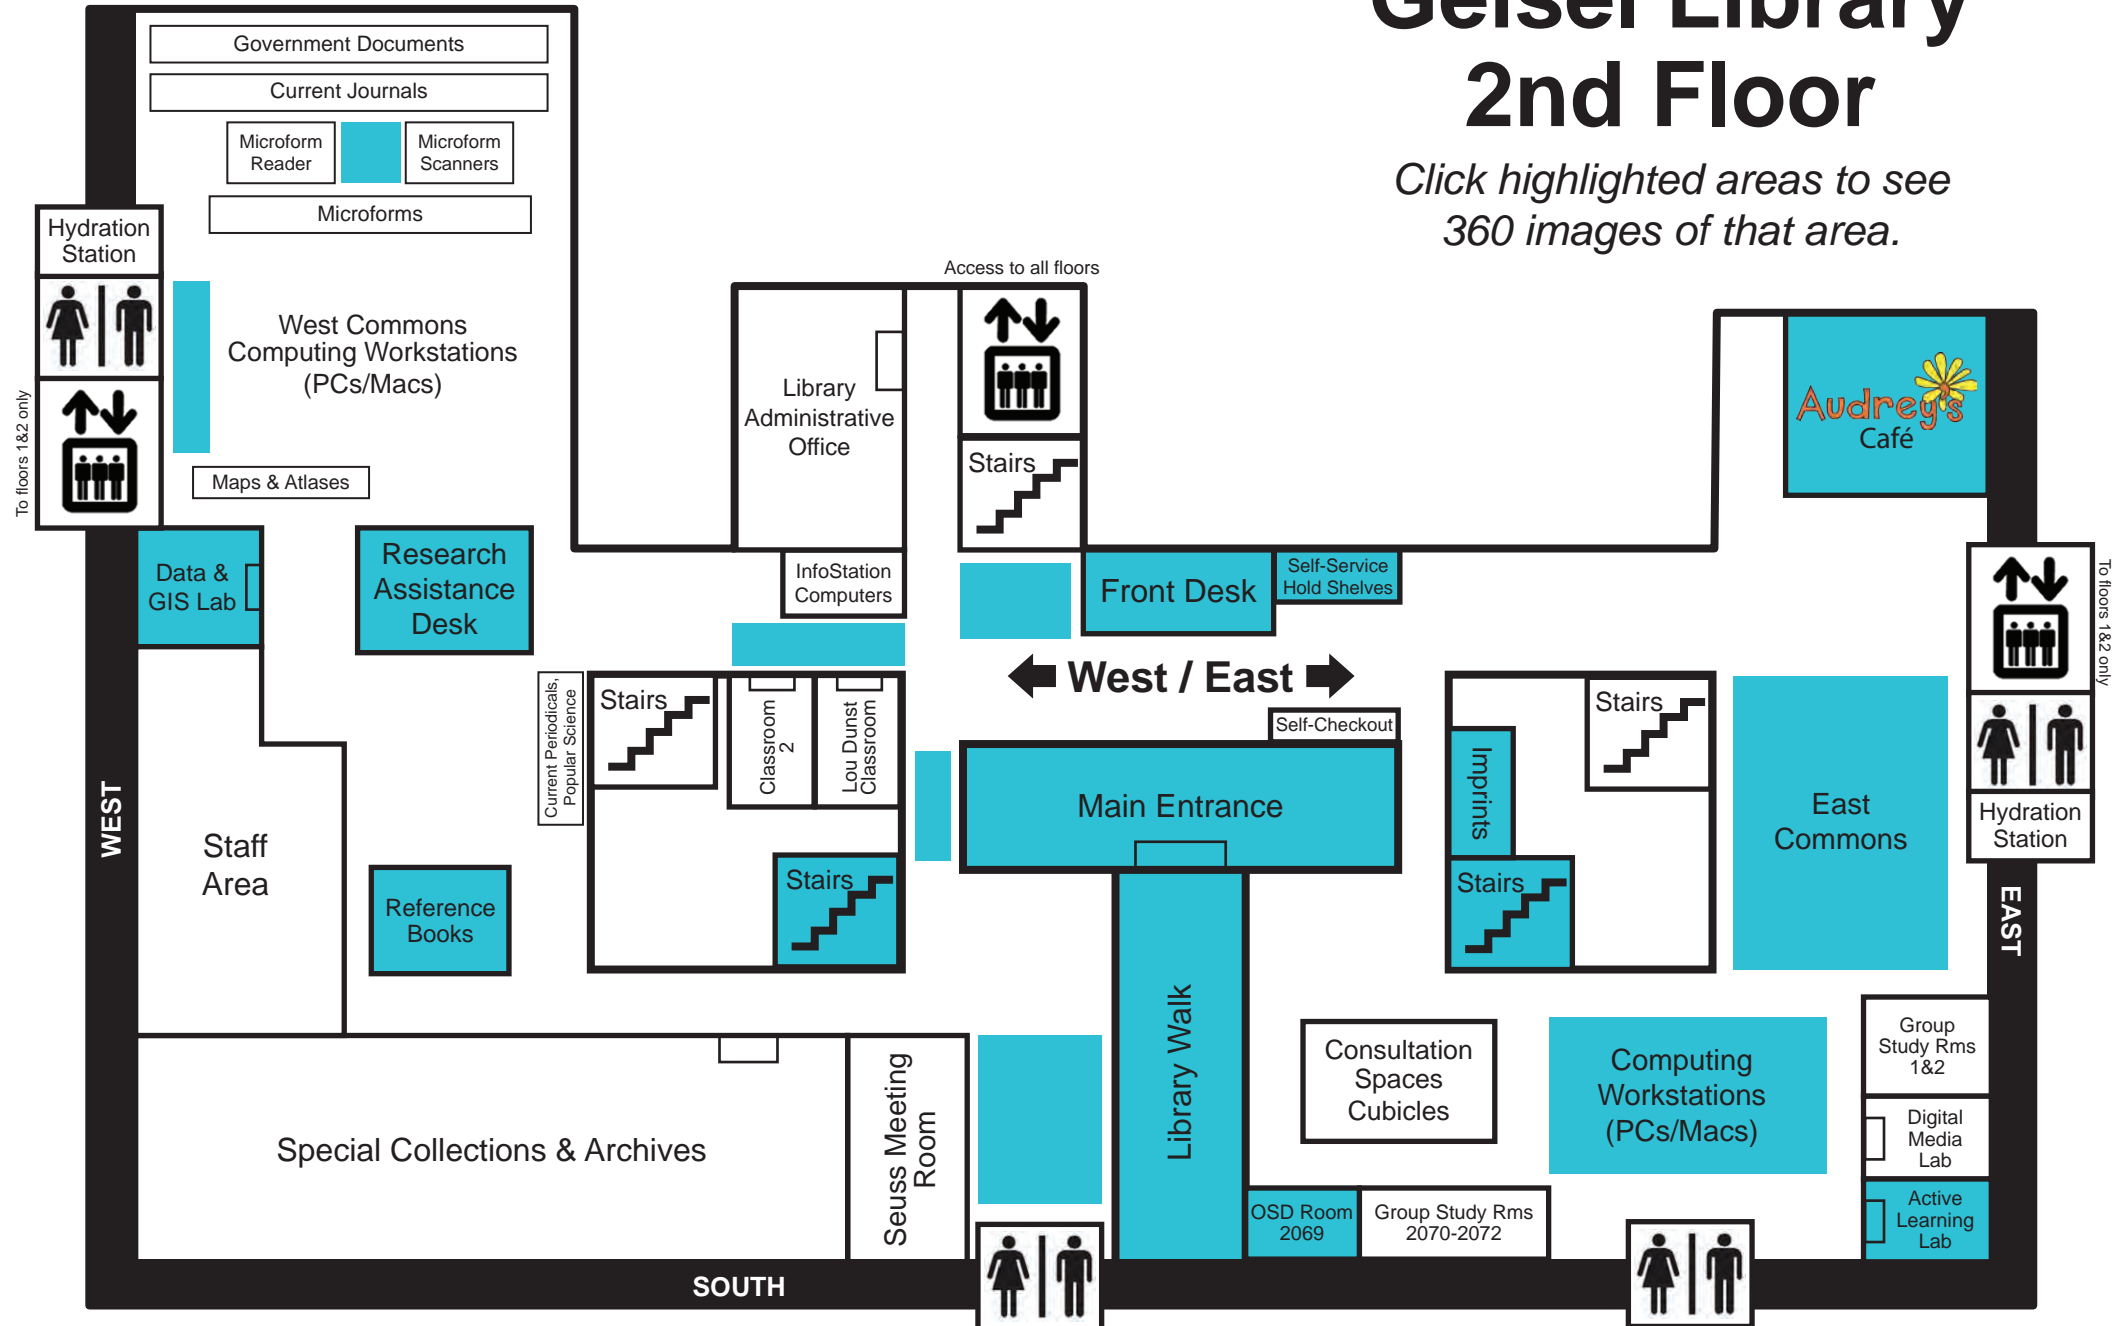 Geisel Library
2nd Floor
Click highlighted areas to see
360 images of that area.
Government Documents
Current Journals
Microform
Reader
Microform
Scanners
Microforms
Hydration
Station
To floors 1&2 only
West Commons
Computing Workstations
(PCs/Macs)
Maps & Atlases
Access to all floors
Library
Administrative
Office
Stairs
Audrey's
Café
Data &
GIS Lab
Research
Assistance
Desk
InfoStation
Computers
Front Desk
Self-Service
Hold Shelves
To floors 1&2 only
West / East
Current Periodicals,
Popular Science
Stairs
Classroom
2
Lou Dunst
Classroom
Self-Checkout
Main Entrance
Stairs
Imprints
Stairs
East
Commons
Hydration
Station
WEST
Staff
Area
Reference
Books
Stairs
EAST
Library Walk
Special Collections & Archives
Seuss Meeting
Room
Consultation
Spaces
Cubicles
Computing
Workstations
(PCs/Macs)
Group
Study Rms
1&2
Digital
Media
Lab
Active
Learning
Lab
OSD Room
2069
Group Study Rms
2070-2072
SOUTH